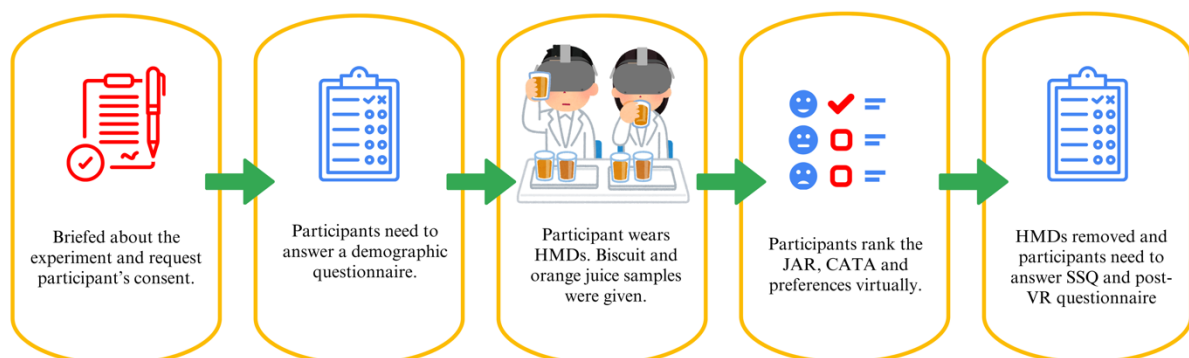 Briefed about the
experiment and request
participant's consent.
Participants need to
answer a demographic
questionnaire.
Participant wears
HMDs. Biscuit and
orange juice samples
were given.
Participants rank the
JAR, CATA and
preferences virtually.
HMDs removed and
participants need to
answer SSQ and post-
VR questionnaire